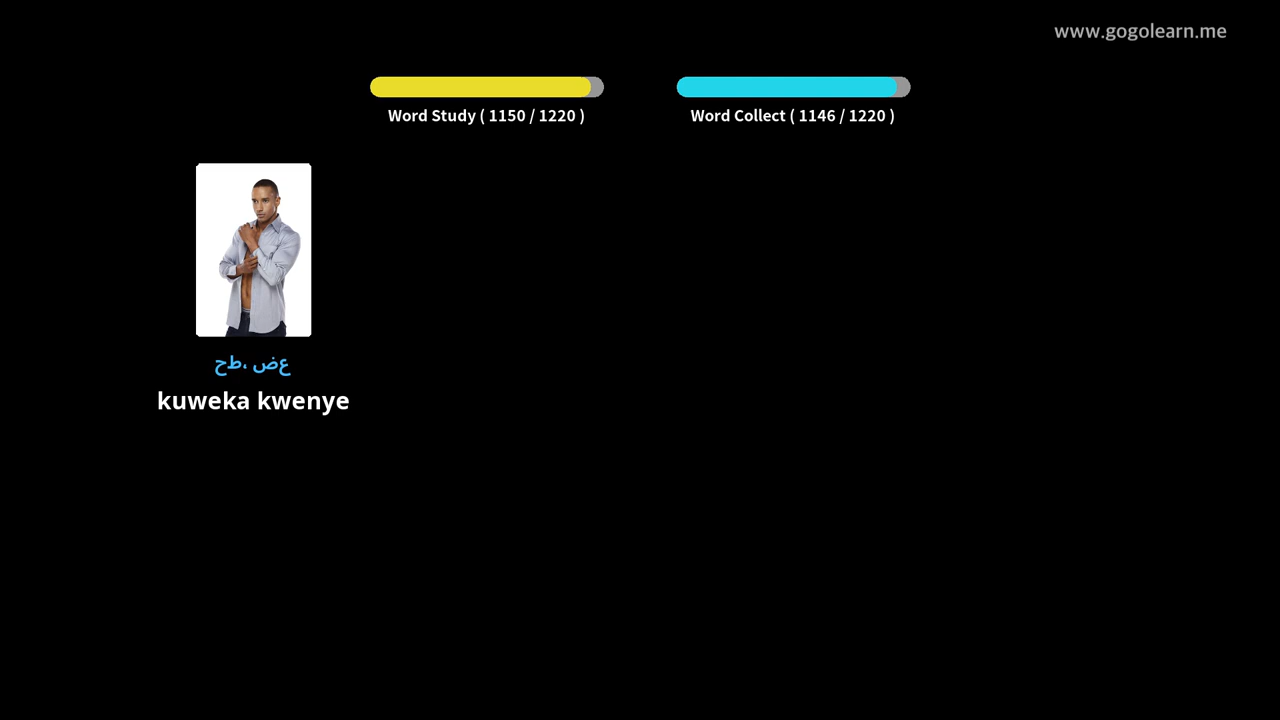 www.gogolearn.me
Word Study ( 1150 / 1220 )
Word Collect ( 1146 / 1220 )
عض ،طح
kuweka kwenye